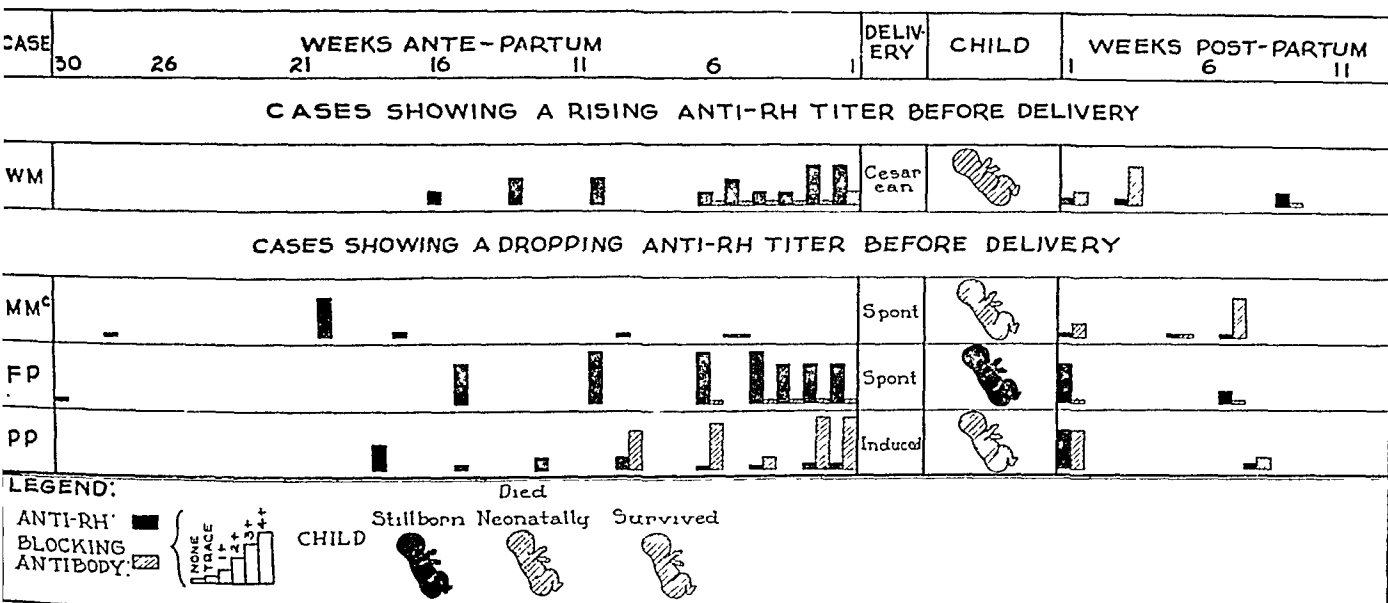 CASE WEEKS ANTE-PARTUM DELIV- ERY CHILD WEEKS POST-PARTUM
30 26 21 16 11 6 1 1 6 11
CASES SHOWING A RISING ANTI-RH TITER BEFORE DELIVERY
WM Cesar ean
CASES SHOWING A DROPPING ANTI-RH TITER BEFORE DELIVERY
MMc Spont
FP Spont
PP Induced
LEGEND:
ANTI-RH'
BLOCKING
ANTIBODY:
NONE
TRACE
1+
2+
3+
4+
CHILD
Died
Stillborn Neonatally Survived